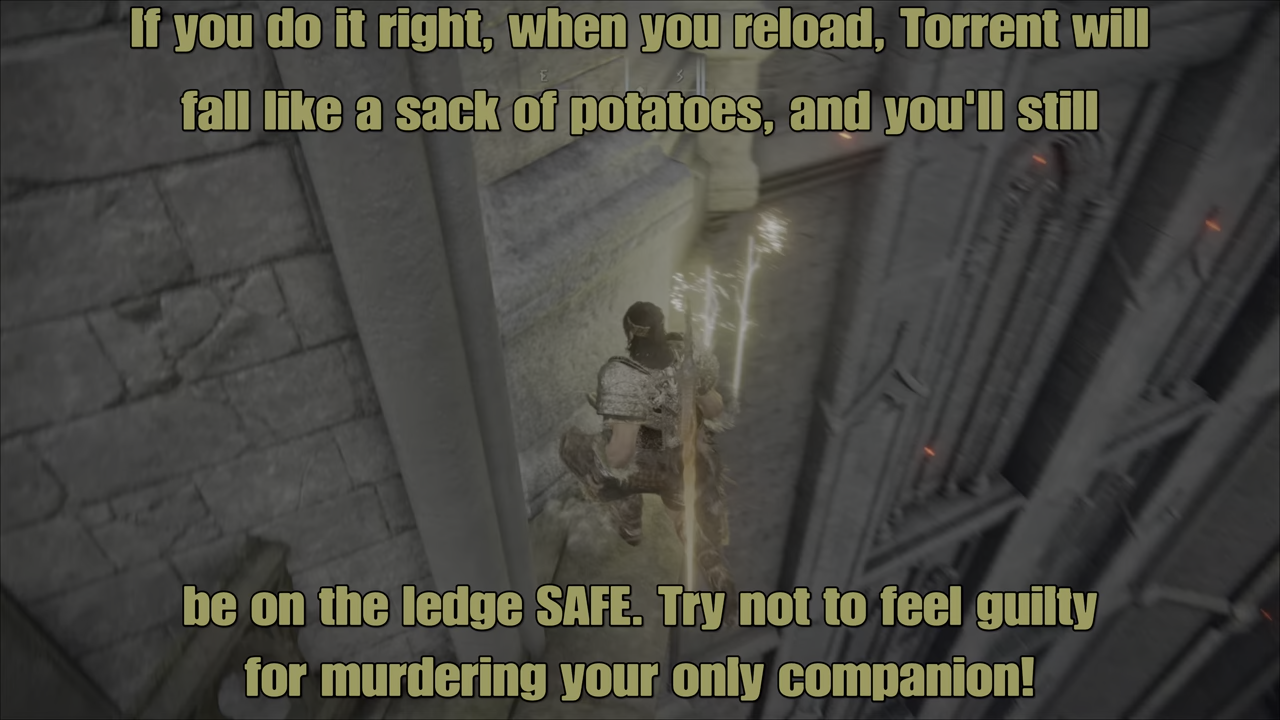 If you do it right, when you reload, Torrent will
fall like a sack of potatoes, and you'll still
be on the ledge SAFE. Try not to feel guilty
for murdering your only companion!